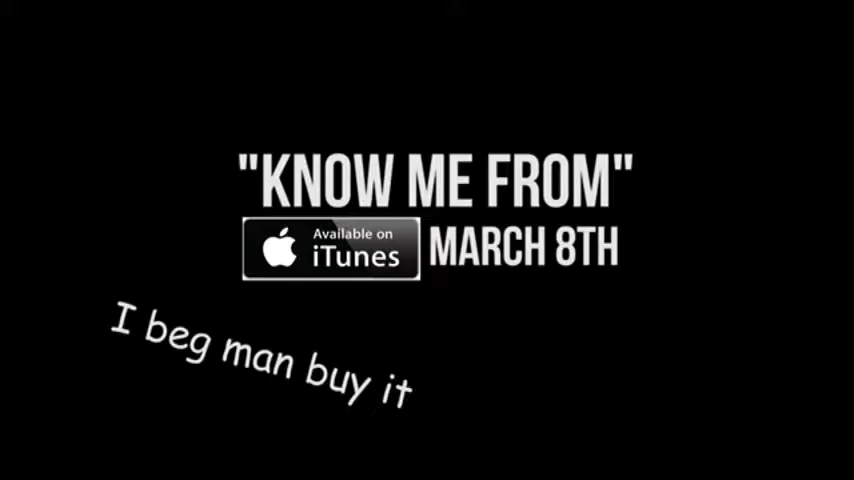 "KNOW ME FROM"
Available on
iTunes
MARCH 8TH
I beg man buy it